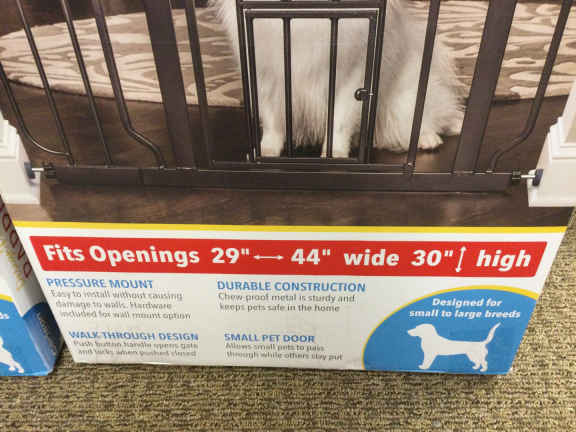 Fits Openings 29" ↔ 44" wide 30" ↕ high
PRESSURE MOUNT
Easy to install without causing
damage to walls. Hardware
included for wall mount option
DURABLE CONSTRUCTION
Chew-proof metal is sturdy and
keeps pets safe in the home
WALK-THROUGH DESIGN
Push button handle opens gate
and locks when pushed closed
SMALL PET DOOR
Allows small pets to pass
through while others stay put
Designed for
small to large breeds